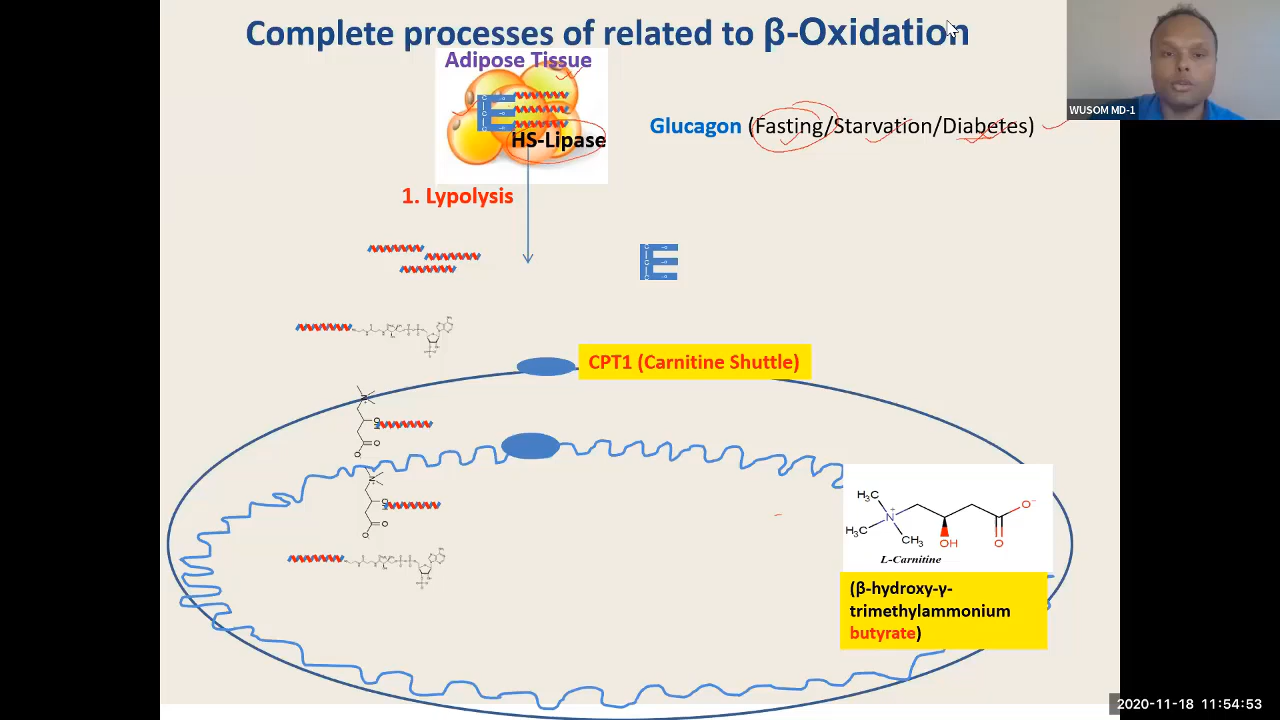 Complete processes of related to β-Oxidation
Adipose Tissue
HS-Lipase
Glucagon (Fasting/Starvation/Diabetes)
WUSOM MD-1
1. Lypolysis
CPT1 (Carnitine Shuttle)
H₃C
N⁺
H₃C
CH₃
OH
O
O⁻
L-Carnitine
(β-hydroxy-γ-
trimethylammonium
butyrate)
2020-11-18 11:54:53